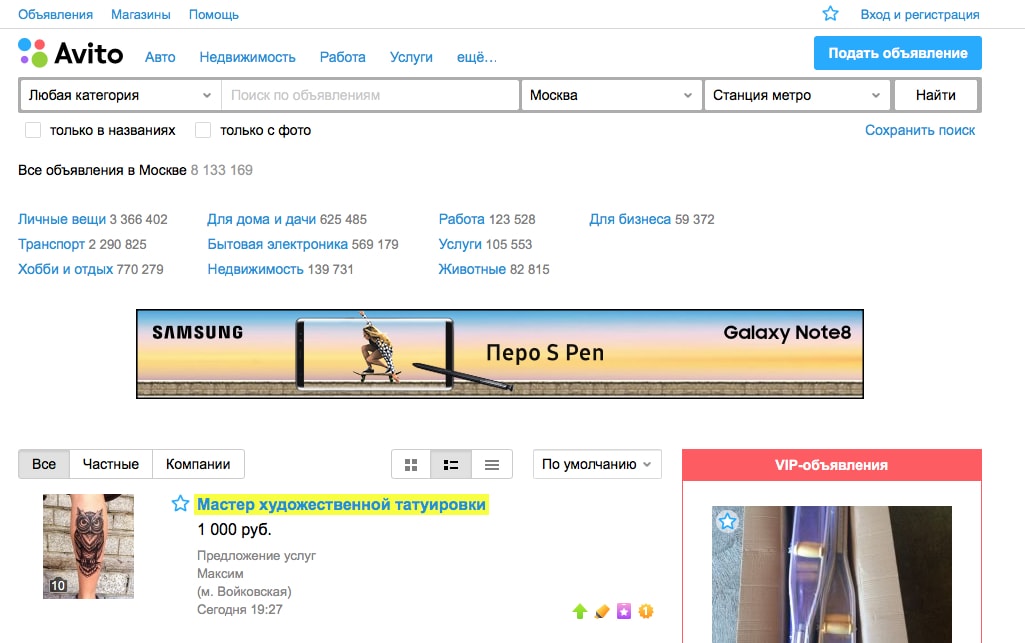 Объявления Магазины Помощь Вход и регистрация
Avito Авто Недвижимость Работа Услуги ещё... Подать объявление
Любая категория Поиск по объявлениям Москва Станция метро Найти
только в названиях только с фото Сохранить поиск
Все объявления в Москве 8 133 169
Личные вещи 3 366 402 Для дома и дачи 625 485 Работа 123 528 Для бизнеса 59 372
Транспорт 2 290 825 Бытовая электроника 569 179 Услуги 105 553
Хобби и отдых 770 279 Недвижимость 139 731 Животные 82 815
SAMSUNG Перо S Pen Galaxy Note8
Все Частные Компании По умолчанию VIP-объявления
Мастер художественной татуировки
1 000 руб.
Предложение услуг
Максим
(м. Войковская)
Сегодня 19:27
10
1